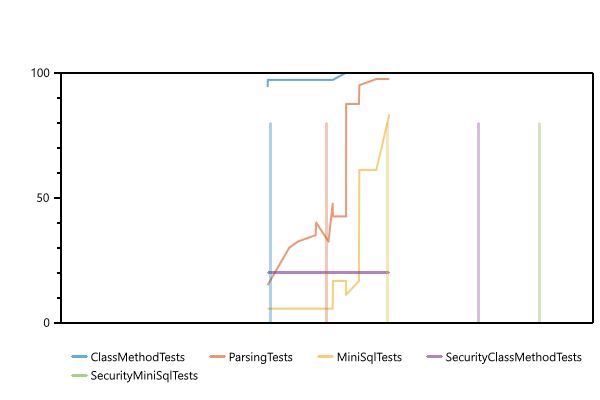 100
50
0
ClassMethodTests ParsingTests MiniSqlTests SecurityClassMethodTests
SecurityMiniSqlTests